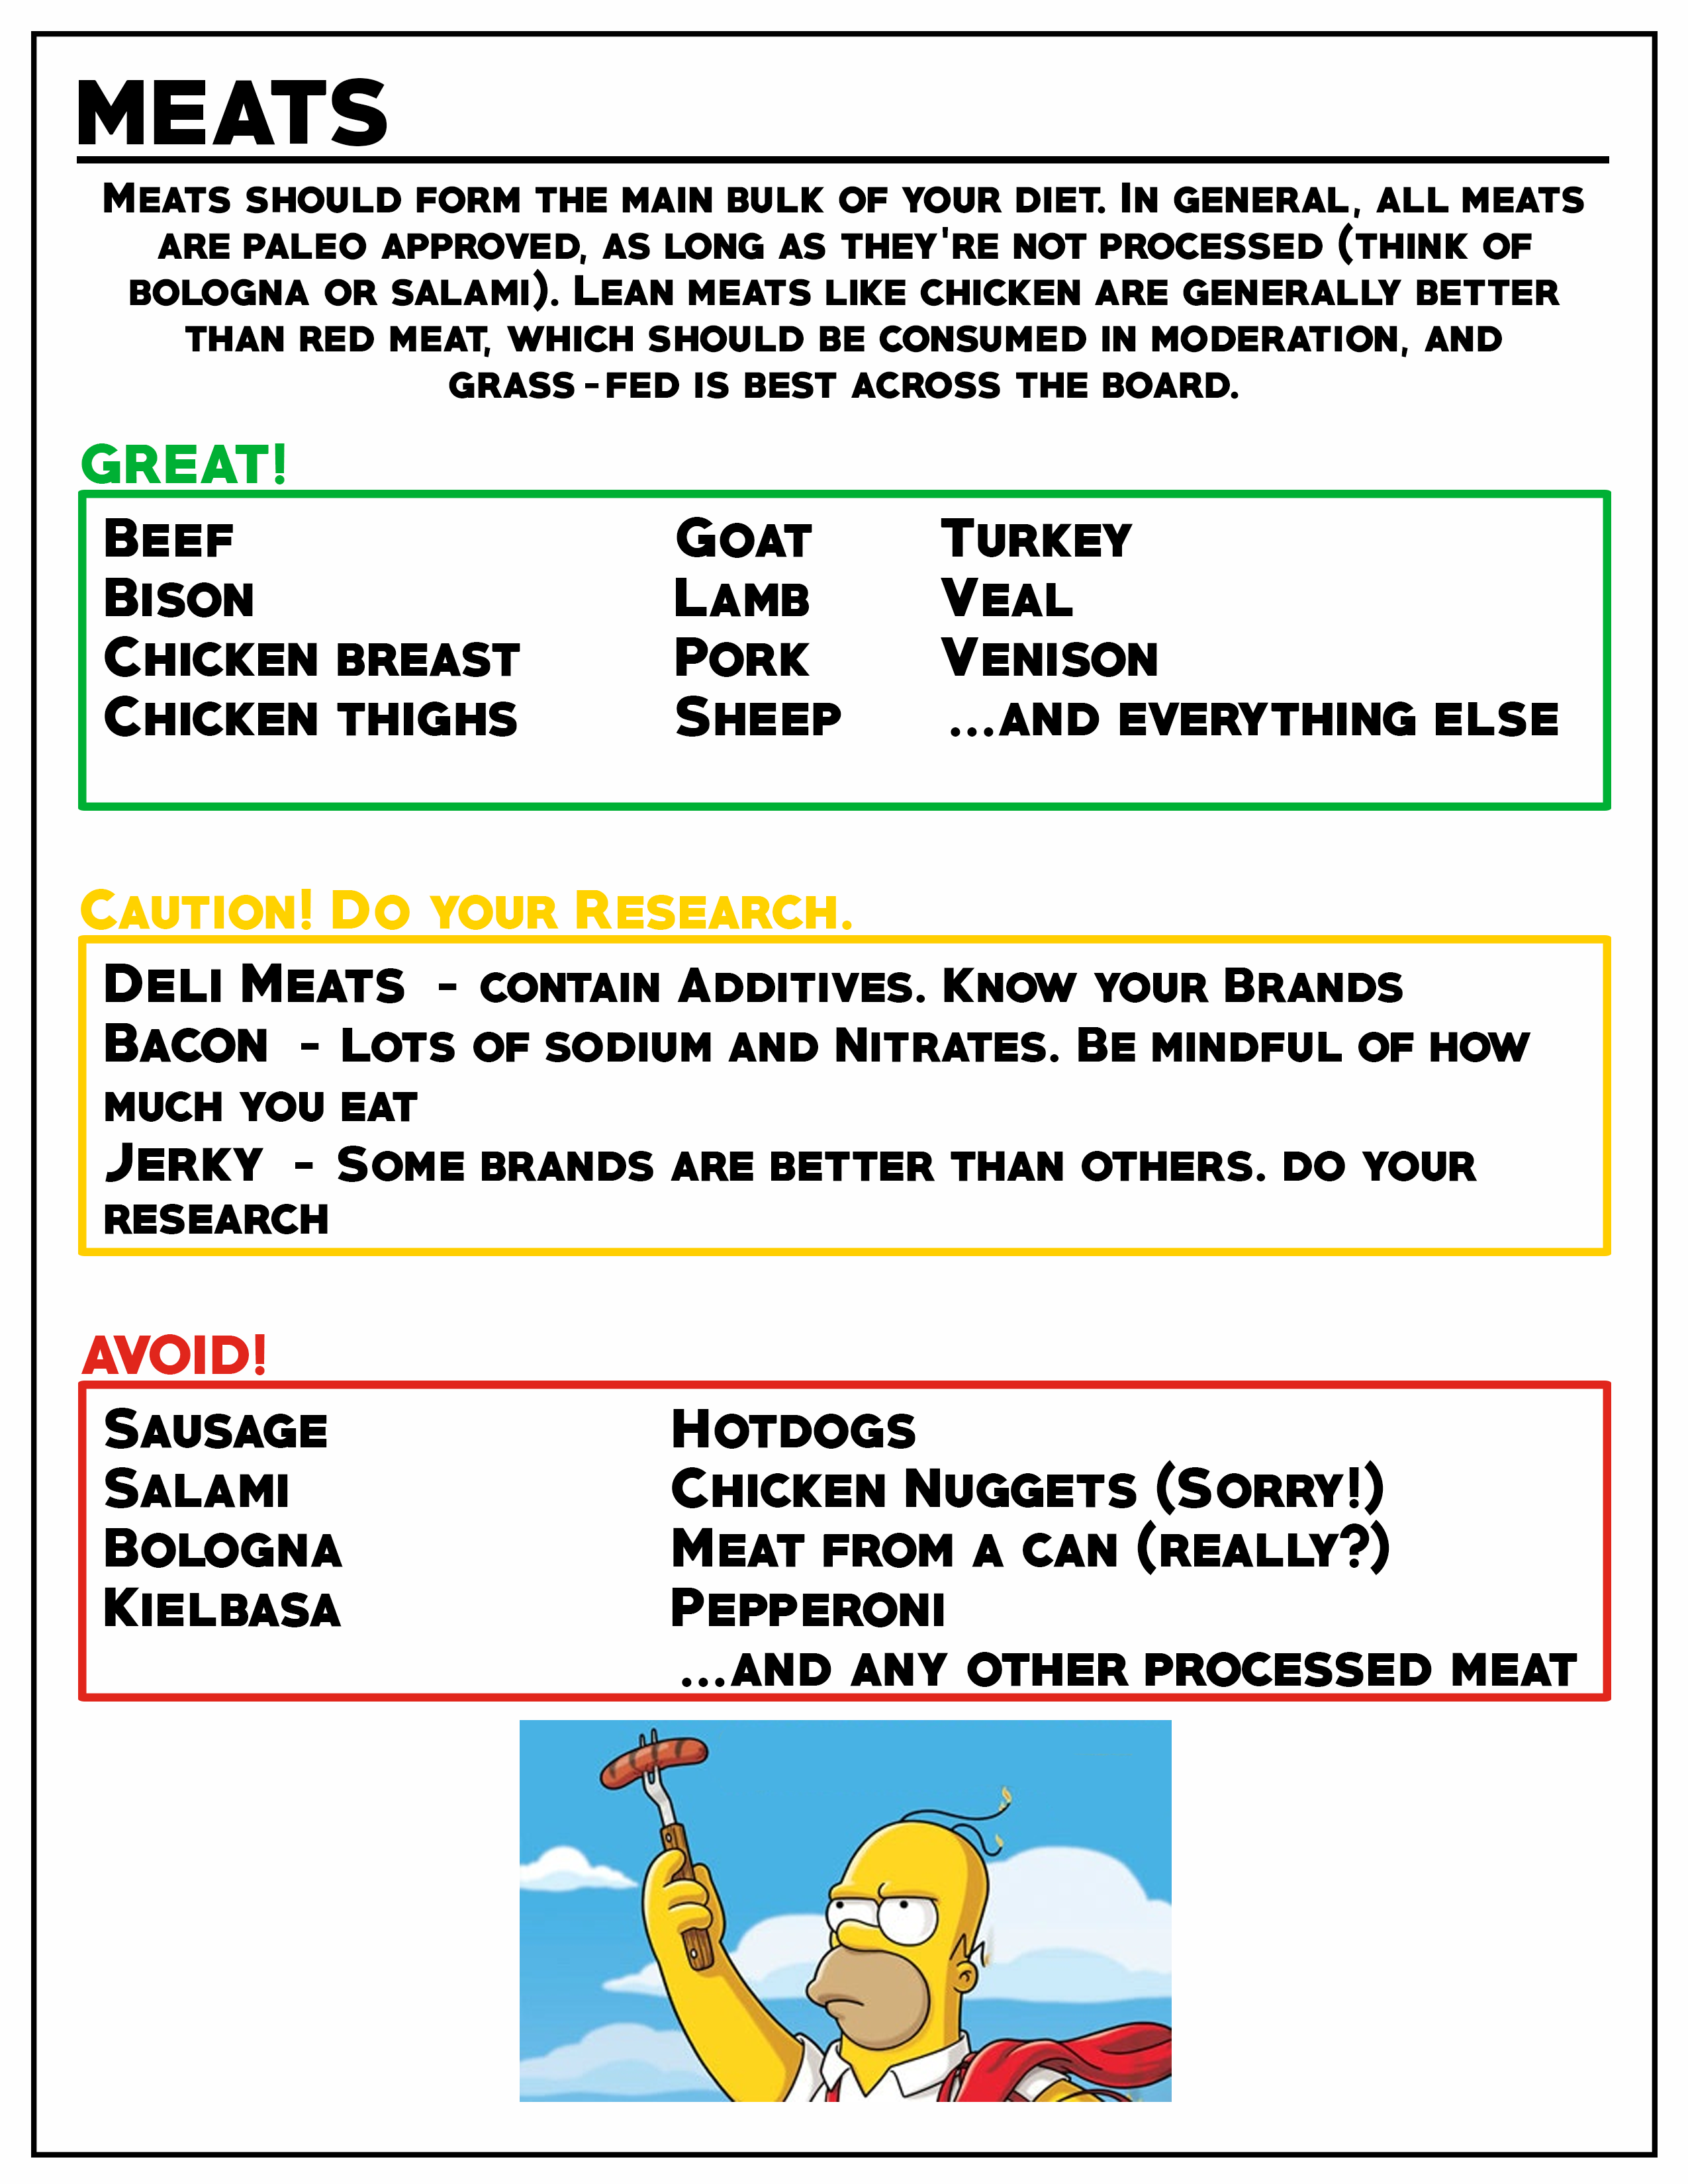 MEATS
MEATS SHOULD FORM THE MAIN BULK OF YOUR DIET. IN GENERAL, ALL MEATS
ARE PALEO APPROVED, AS LONG AS THEY'RE NOT PROCESSED (THINK OF
BOLOGNA OR SALAMI). LEAN MEATS LIKE CHICKEN ARE GENERALLY BETTER
THAN RED MEAT, WHICH SHOULD BE CONSUMED IN MODERATION, AND
GRASS-FED IS BEST ACROSS THE BOARD.
GREAT!
BEEF
BISON
CHICKEN BREAST
CHICKEN THIGHS
GOAT
LAMB
PORK
SHEEP
TURKEY
VEAL
VENISON
...AND EVERYTHING ELSE
CAUTION! DO YOUR RESEARCH.
DELI MEATS - CONTAIN ADDITIVES. KNOW YOUR BRANDS
BACON - LOTS OF SODIUM AND NITRATES. BE MINDFUL OF HOW
MUCH YOU EAT
JERKY - SOME BRANDS ARE BETTER THAN OTHERS. DO YOUR
RESEARCH
AVOID!
SAUSAGE
SALAMI
BOLOGNA
KIELBASA
HOTDOGS
CHICKEN NUGGETS (SORRY!)
MEAT FROM A CAN (REALLY?)
PEPPERONI
...AND ANY OTHER PROCESSED MEAT